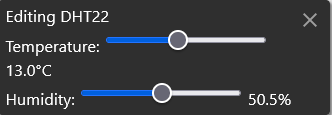 Editing DHT22
Temperature:
13.0°C
Humidity: 50.5%